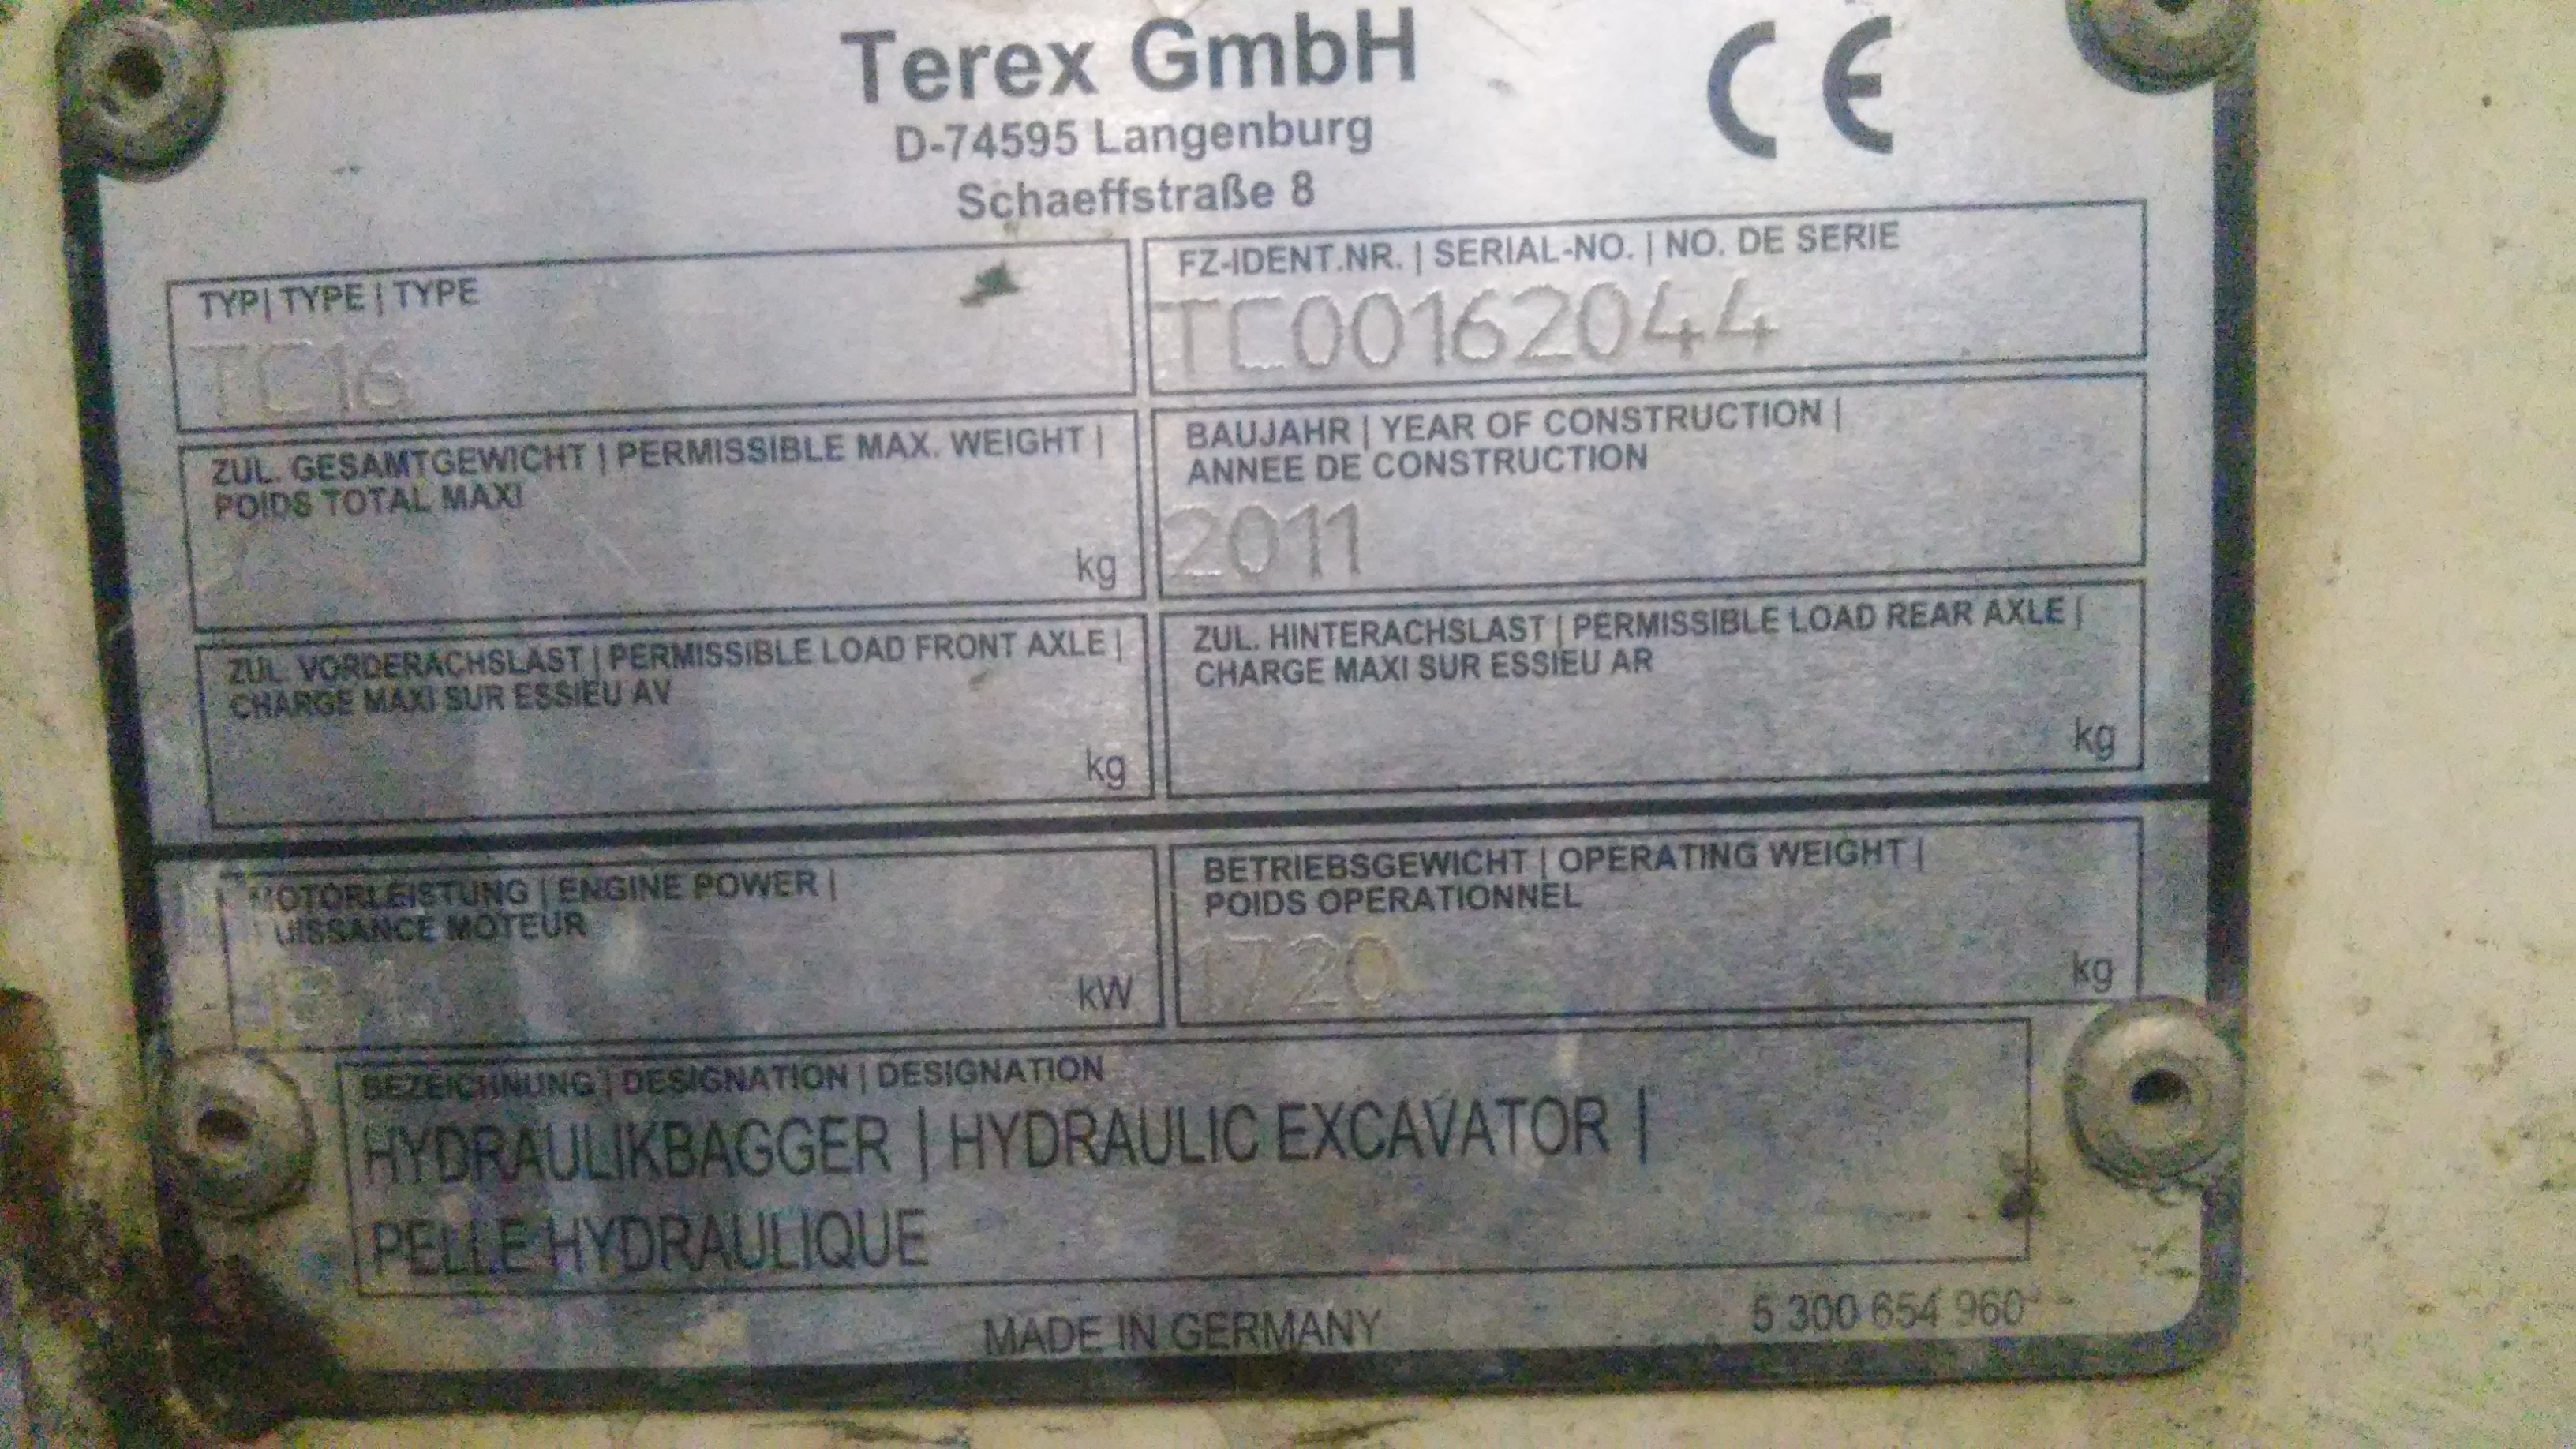 Terex GmbH
CE
D-74595 Langenburg
Schaeffstraße 8
TYP | TYPE | TYPE
TC16
FZ-IDENT.NR. | SERIAL-NO. | NO. DE SERIE
TC00162044
ZUL. GESAMTGEWICHT | PERMISSIBLE MAX. WEIGHT |
POIDS TOTAL MAXI
kg
BAUJAHR | YEAR OF CONSTRUCTION |
ANNEE DE CONSTRUCTION
2011
ZUL. VORDERACHSLAST | PERMISSIBLE LOAD FRONT AXLE |
CHARGE MAXI SUR ESSIEU AV
kg
ZUL. HINTERACHSLAST | PERMISSIBLE LOAD REAR AXLE |
CHARGE MAXI SUR ESSIEU AR
kg
MOTORLEISTUNG | ENGINE POWER |
UISSANCE MOTEUR
kW
BETRIEBSGEWICHT | OPERATING WEIGHT |
POIDS OPERATIONNEL
1720
kg
BEZEICHNUNG | DESIGNATION | DESIGNATION
HYDRAULIKBAGGER | HYDRAULIC EXCAVATOR |
PELLE HYDRAULIQUE
MADE IN GERMANY
5 300 654 960